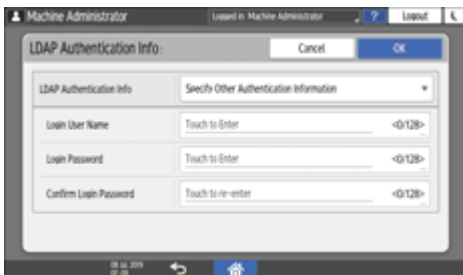 Machine Administrator
Logged in Machine Administrator
?
Logout
LDAP Authentication Info:
Cancel
OK
LDAP Authentication Info
Specify Other Authentication Information
Login User Name
Touch to Enter
<0/128>
Login Password
Touch to Enter
<0/128>
Confirm Login Password
Touch to re-enter
<0/128>
2019